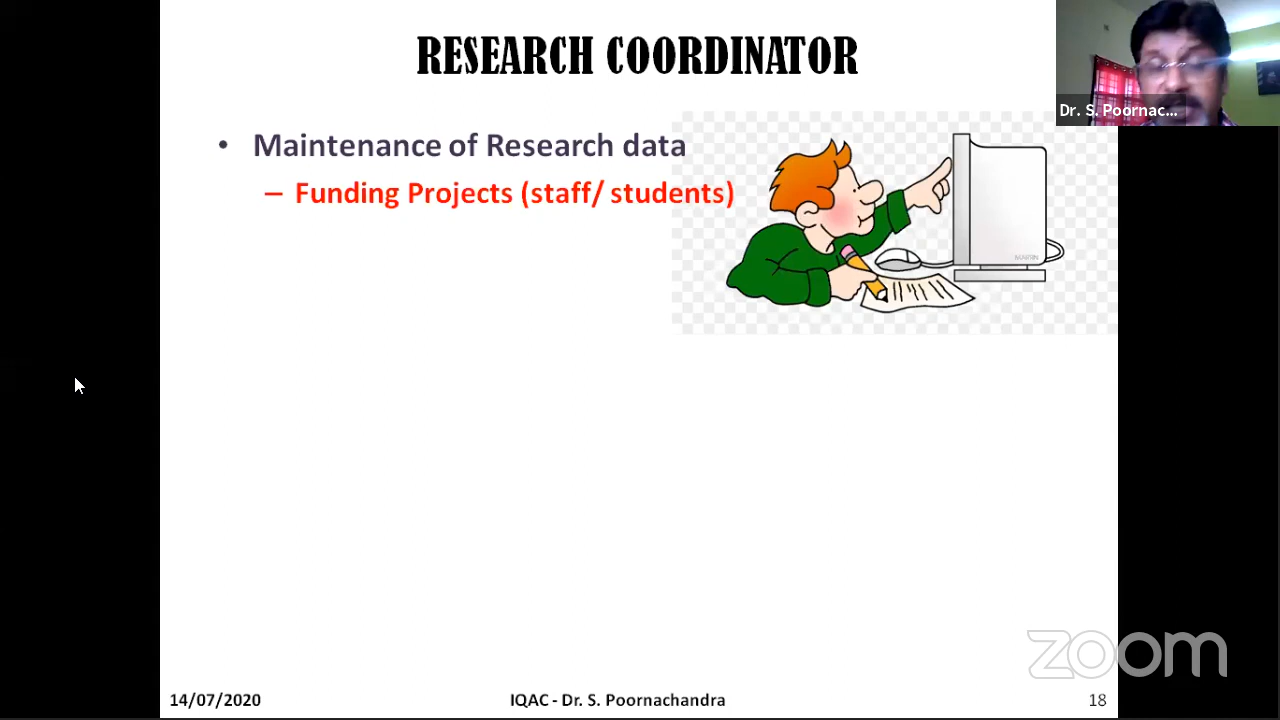 RESEARCH COORDINATOR
Dr. S. Poornac...
• Maintenance of Research data
– Funding Projects (staff/ students)
MARTIN
zoom
14/07/2020
IQAC - Dr. S. Poornachandra
18